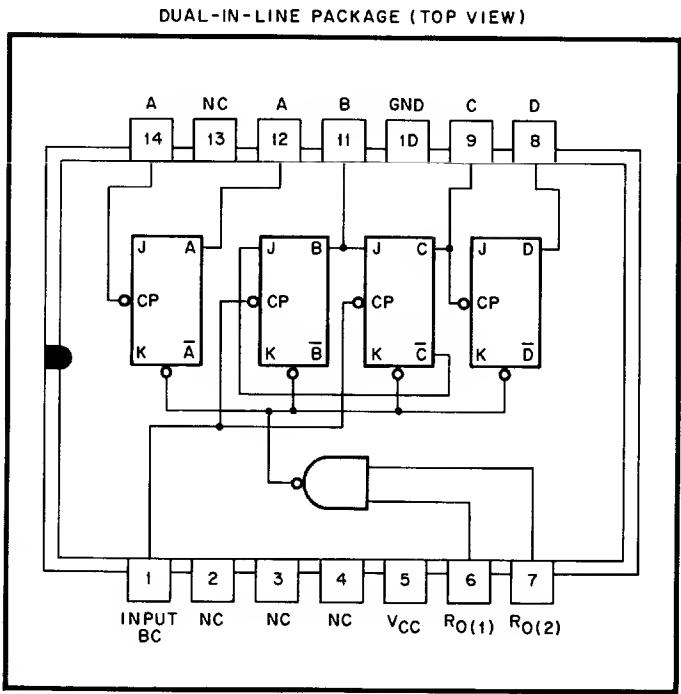 DUAL-IN-LINE PACKAGE (TOP VIEW)
A NC A B GND C D
14 13 12 11 1D 9 8
J A J B J C J D
CP CP CP CP
K A̅ K B̅ K C̅ K D̅
1 2 3 4 5 6 7
INPUT BC NC NC NC VCC RO(1) RO(2)